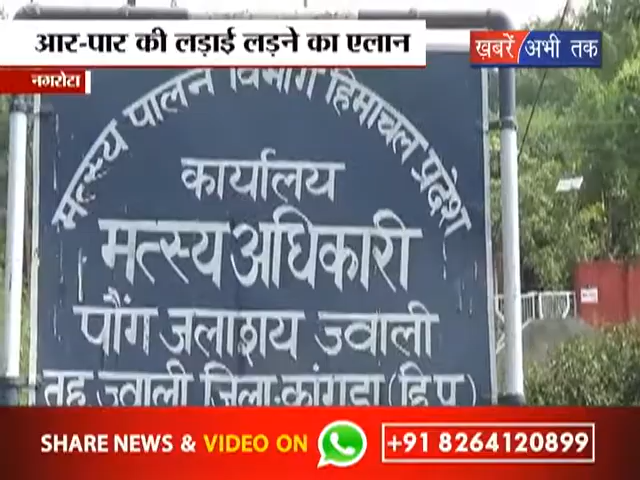 आर-पार की लड़ाई लड़ने का एलान
ख़बरें अभी तक
नगरोटा
मत्स्य पालन विभाग हिमाचल प्रदेश
कार्यालय
मत्स्य अधिकारी
पौंग जलाशय ज्वाली
तह ज्वाली जिला-कांगडा (हि प्र)
SHARE NEWS & VIDEO ON +91 8264120899